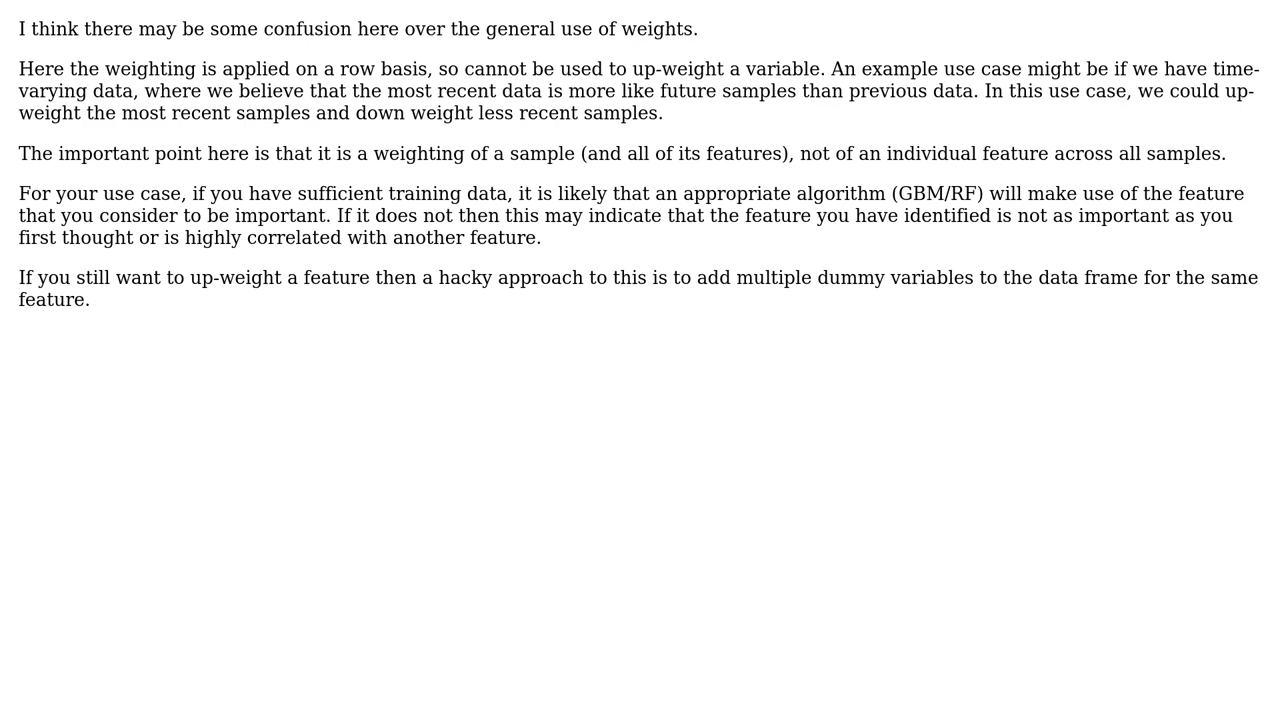 I think there may be some confusion here over the general use of weights.
Here the weighting is applied on a row basis, so cannot be used to up-weight a variable. An example use case might be if we have time-
varying data, where we believe that the most recent data is more like future samples than previous data. In this use case, we could up-
weight the most recent samples and down weight less recent samples.
The important point here is that it is a weighting of a sample (and all of its features), not of an individual feature across all samples.
For your use case, if you have sufficient training data, it is likely that an appropriate algorithm (GBM/RF) will make use of the feature
that you consider to be important. If it does not then this may indicate that the feature you have identified is not as important as you
first thought or is highly correlated with another feature.
If you still want to up-weight a feature then a hacky approach to this is to add multiple dummy variables to the data frame for the same
feature.